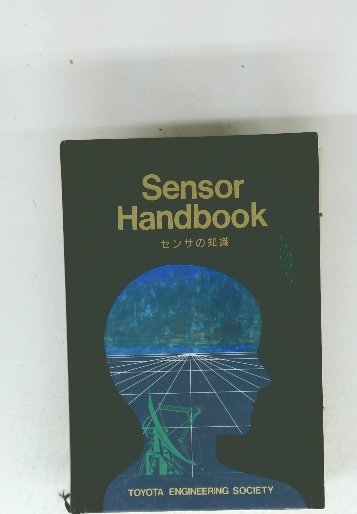 Sensor
Handbook
センサの知識
TOYOTA ENGINEERING SOCIETY